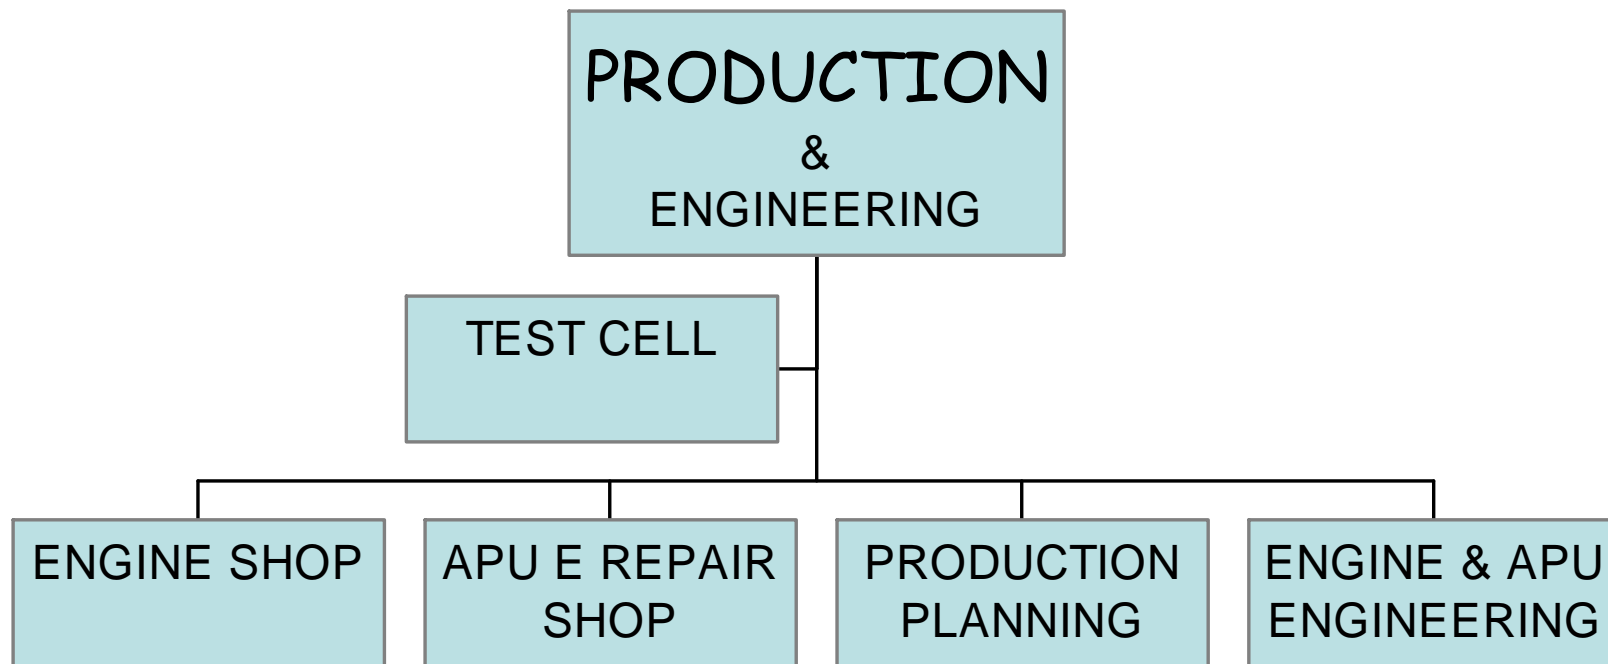 PRODUCTION
&
ENGINEERING
TEST CELL
ENGINE SHOP
APU E REPAIR
SHOP
PRODUCTION
PLANNING
ENGINE & APU
ENGINEERING